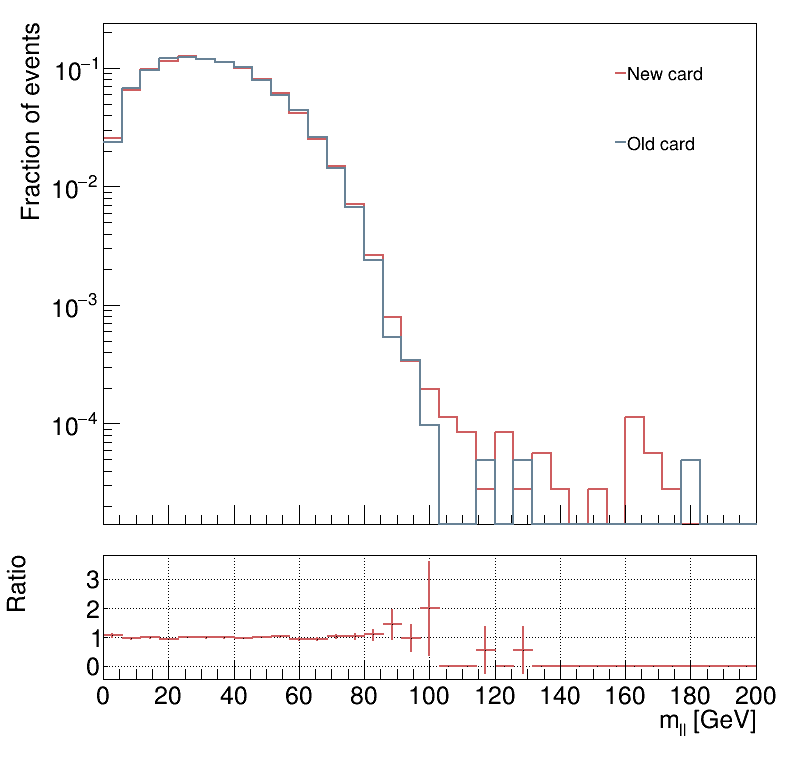 Fraction of events
10⁻¹
10⁻²
10⁻³
10⁻⁴
New card
Old card
Ratio
3
2
1
0
0 20 40 60 80 100 120 140 160 180 200
m_ll [GeV]